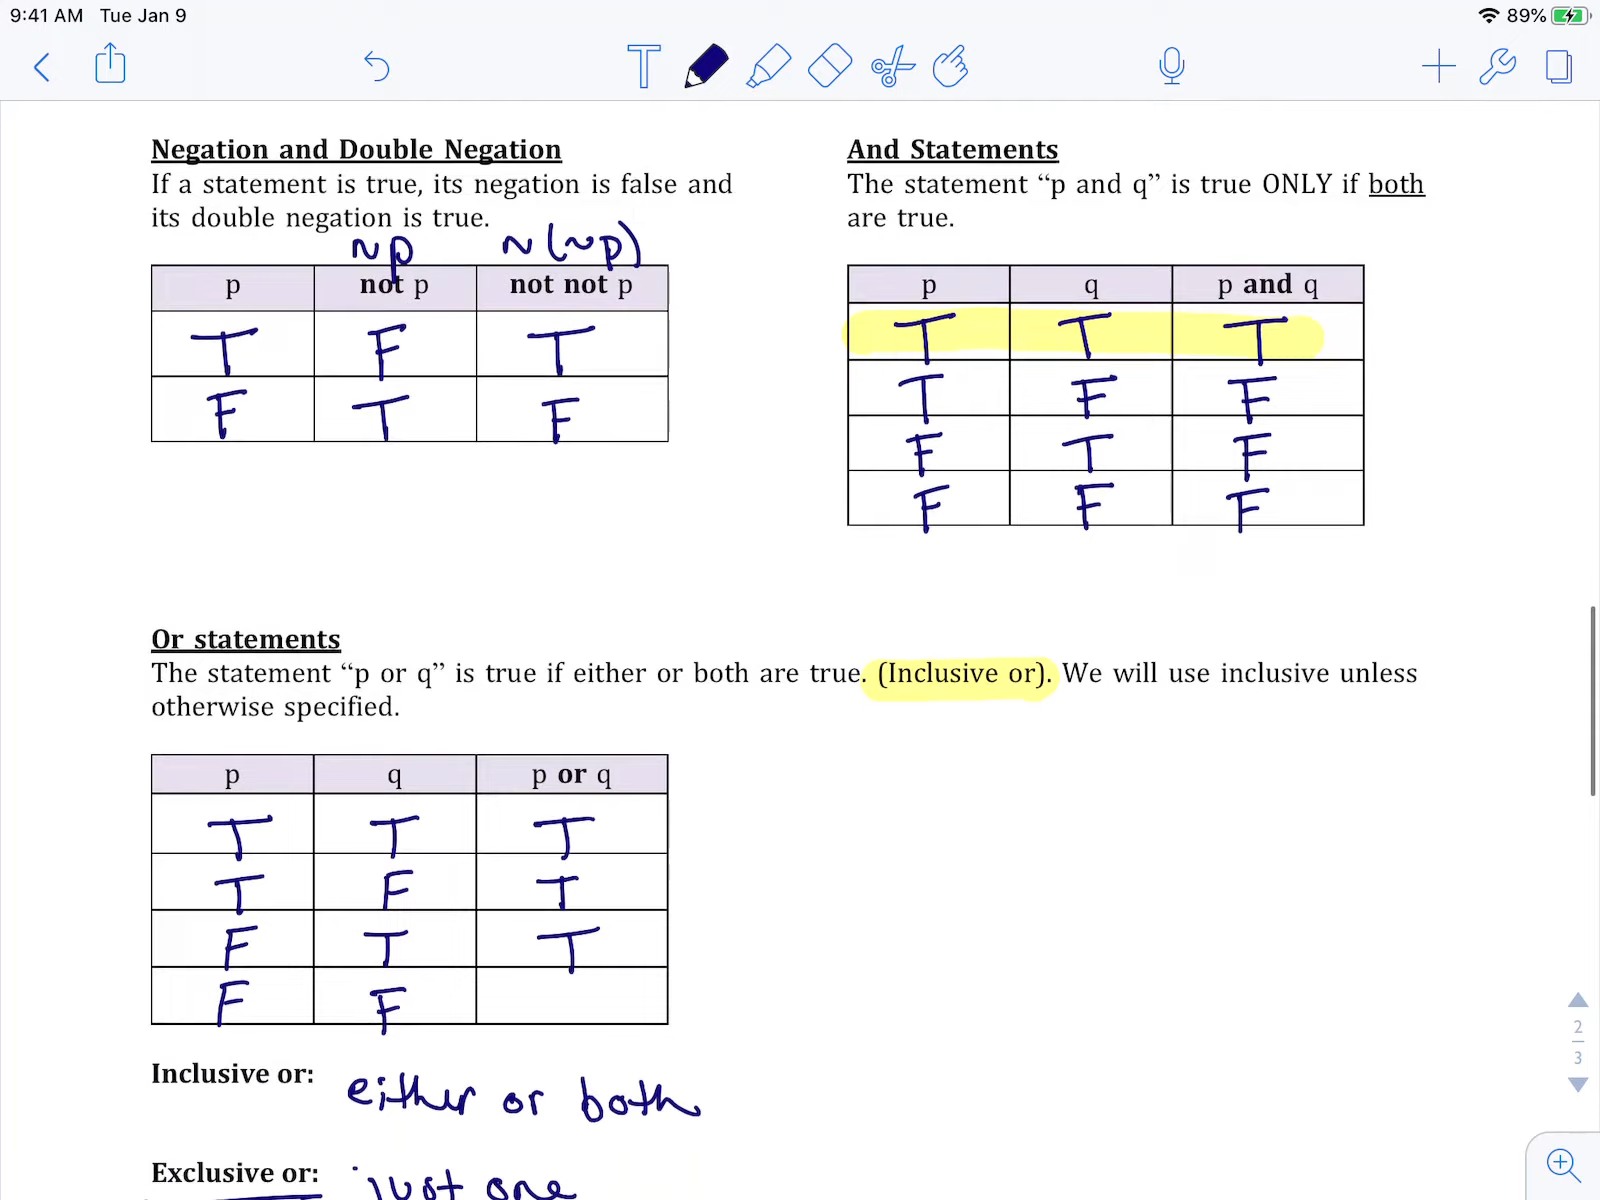 9:41 AM Tue Jan 9 89%
Negation and Double Negation
If a statement is true, its negation is false and
its double negation is true.
~p ~(~p)
p not p not not p
T F T
F T F
And Statements
The statement “p and q” is true ONLY if both
are true.
p q p and q
T T T
T F F
F T F
F F F
Or statements
The statement “p or q” is true if either or both are true. (Inclusive or). We will use inclusive unless
otherwise specified.
p q p or q
T T T
T F T
F T T
F F
Inclusive or: either or both
Exclusive or: just one
2
3